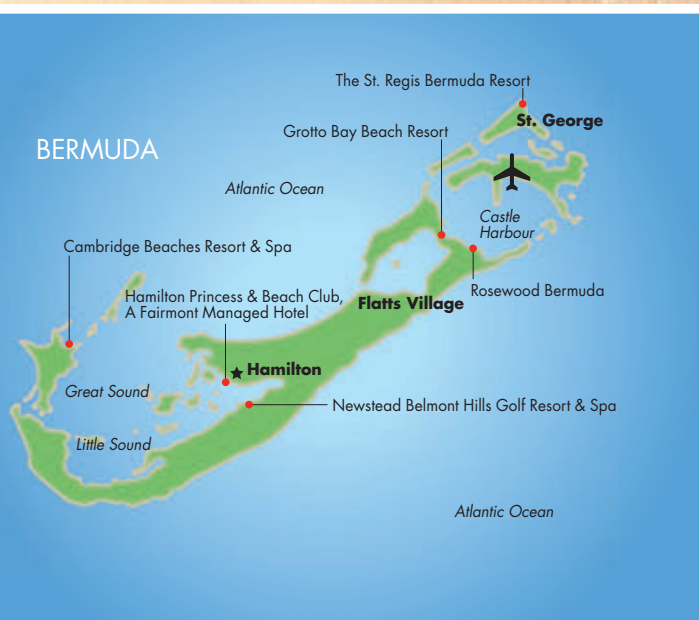 The St. Regis Bermuda Resort
St. George
Grotto Bay Beach Resort
BERMUDA
Atlantic Ocean
Castle
Harbour
Cambridge Beaches Resort & Spa
Rosewood Bermuda
Hamilton Princess & Beach Club,
A Fairmont Managed Hotel
Flatts Village
Hamilton
Great Sound
Newstead Belmont Hills Golf Resort & Spa
Little Sound
Atlantic Ocean